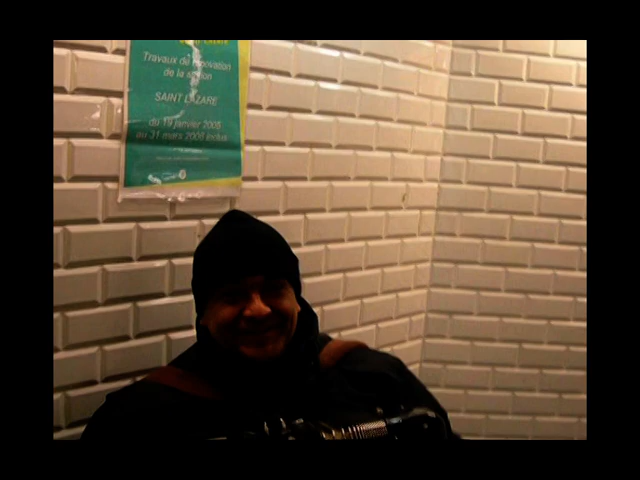 Travaux de rénovation
de la station
SAINT LAZARE
du 19 janvier 2005
au 31 mars 2006 inclus